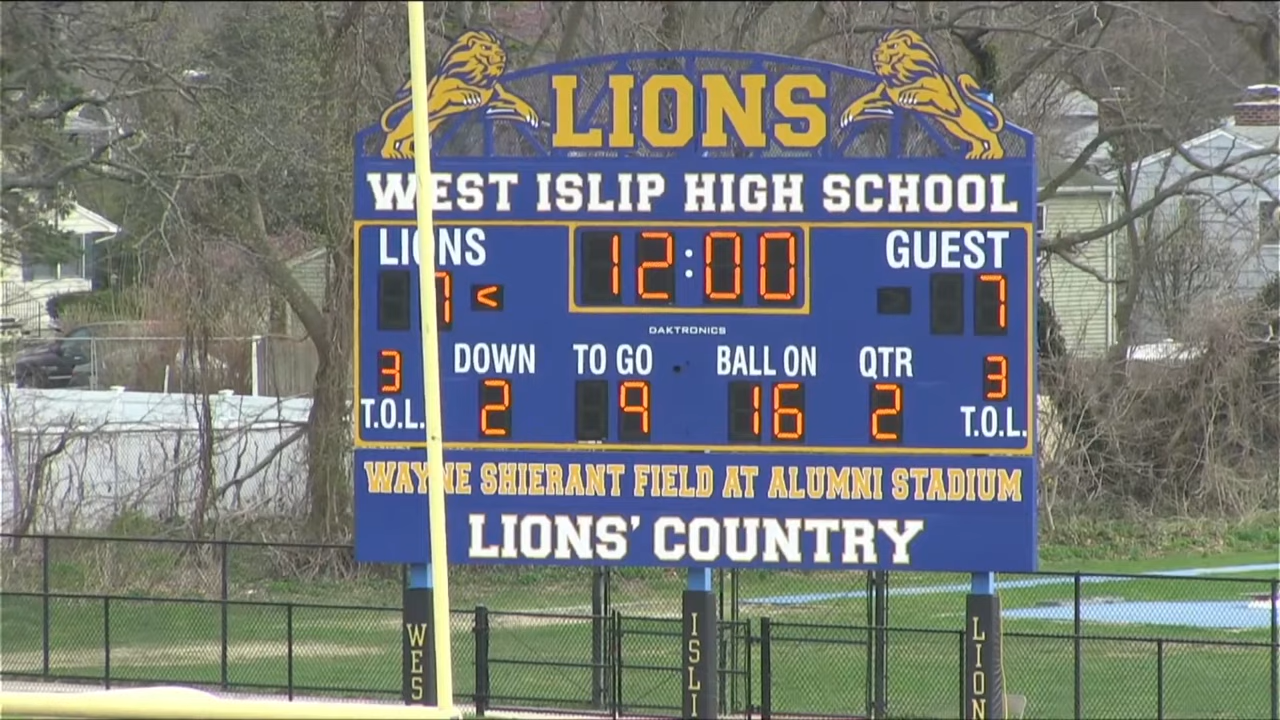 LIONS
WEST ISLIP HIGH SCHOOL
LIONS 12:00 GUEST
7 < 7
DAKTRONICS
DOWN TO GO BALL ON QTR
3 2 9 16 2 3
T.O.L. T.O.L.
WAYNE SHIERANT FIELD AT ALUMNI STADIUM
LIONS' COUNTRY
WES ISLI LION